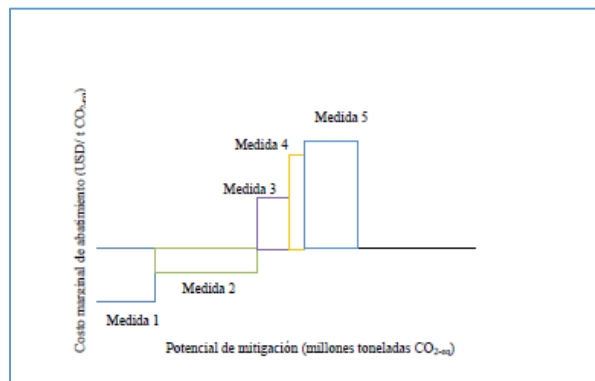 Costo marginal de abatimiento (USD/ t CO2-eq)
Medida 5
Medida 4
Medida 3
Medida 2
Medida 1
Potencial de mitigación (millones toneladas CO2-eq)